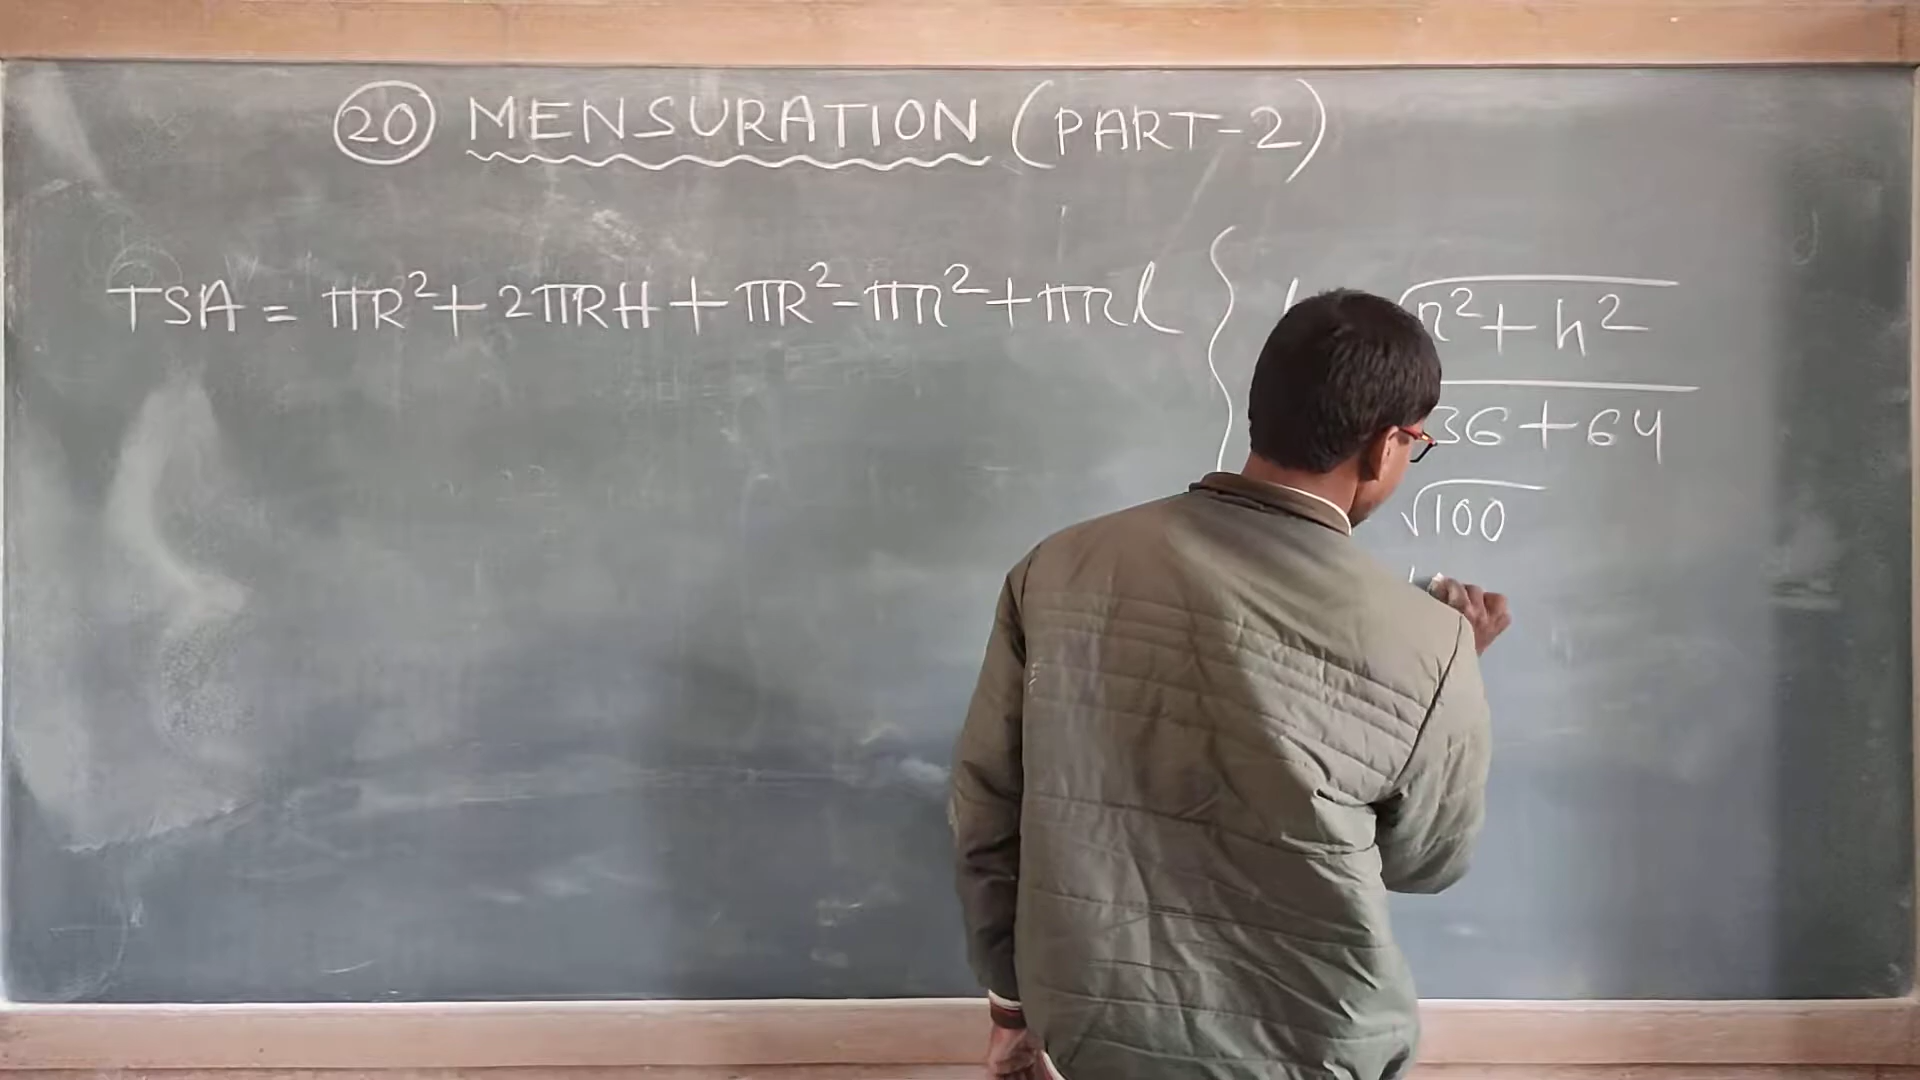 20 MENSURATION (PART-2)
TSA = πR² + 2πRH + πR² - πr² + πrl
r² + h²
36 + 64
√100